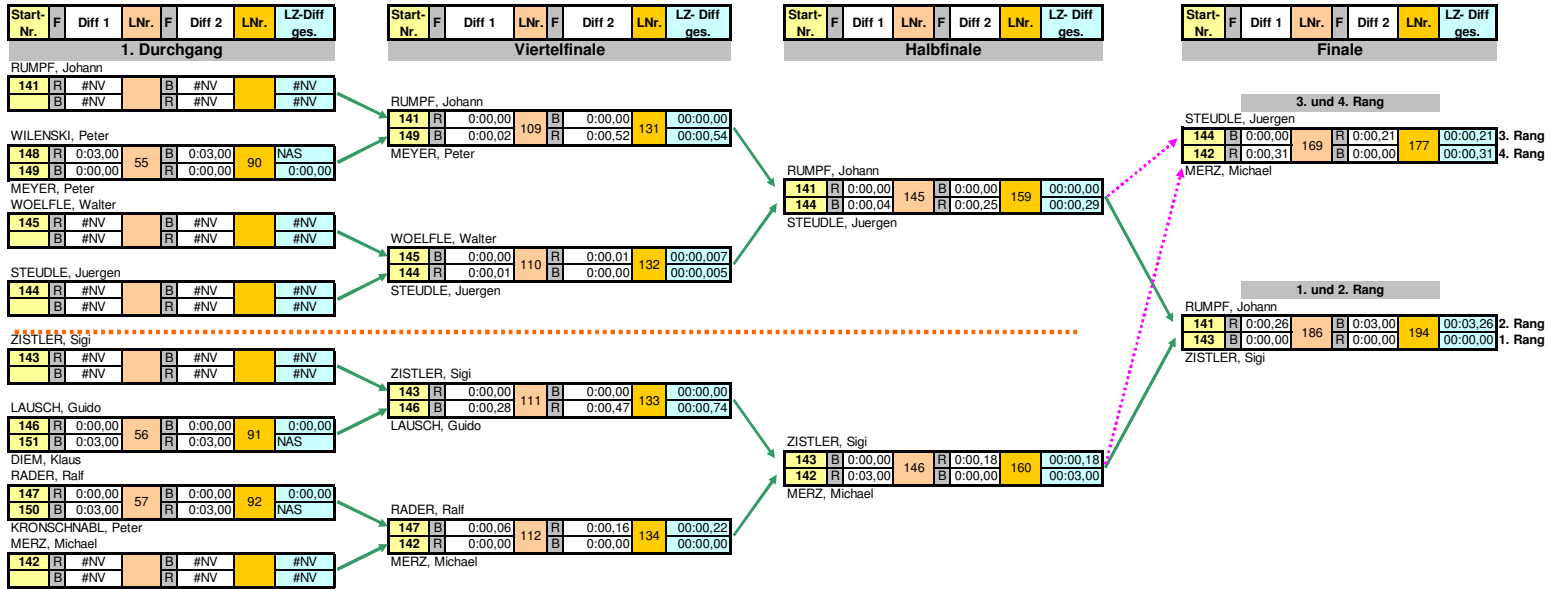 Start-Nr. F Diff 1 LNr. F Diff 2 LNr. LZ-Diff ges.
1. Durchgang
RUMPF, Johann
141 R #NV B #NV #NV
B #NV R #NV #NV
WILENSKI, Peter
148 R 0:03,00 55 B 0:03,00 90 NAS
149 B 0:00,00 R 0:00,00 0:00,00
MEYER, Peter
WOELFLE, Walter
145 R #NV B #NV #NV
B #NV R #NV #NV
STEUDLE, Juergen
144 R #NV B #NV #NV
B #NV R #NV #NV
ZISTLER, Sigi
143 R #NV B #NV #NV
B #NV R #NV #NV
LAUSCH, Guido
146 R 0:00,00 56 B 0:00,00 91 0:00,00
151 B 0:03,00 R 0:03,00 NAS
DIEM, Klaus
RADER, Ralf
147 R 0:00,00 57 B 0:00,00 92 0:00,00
150 B 0:03,00 R 0:03,00 NAS
KRONSCHNABL, Peter
MERZ, Michael
142 R #NV B #NV #NV
B #NV R #NV #NV
Start-Nr. F Diff 1 LNr. F Diff 2 LNr. LZ- Diff ges.
Viertelfinale
RUMPF, Johann
141 R 0:00,00 109 B 0:00,00 131 00:00,00
149 B 0:00,02 R 0:00,52 00:00,54
MEYER, Peter
WOELFLE, Walter
145 B 0:00,00 110 R 0:00,01 132 00:00,007
144 R 0:00,01 B 0:00,00 00:00,005
STEUDLE, Juergen
ZISTLER, Sigi
143 R 0:00,00 111 B 0:00,00 133 00:00,00
146 B 0:00,28 R 0:00,47 00:00,74
LAUSCH, Guido
RADER, Ralf
147 B 0:00,06 112 R 0:00,16 134 00:00,22
142 R 0:00,00 B 0:00,00 00:00,00
MERZ, Michael
Start-Nr. F Diff 1 LNr. F Diff 2 LNr. LZ- Diff ges.
Halbfinale
RUMPF, Johann
141 R 0:00,00 145 B 0:00,00 159 00:00,00
144 B 0:00,04 R 0:00,25 00:00,29
STEUDLE, Juergen
ZISTLER, Sigi
143 B 0:00,00 146 R 0:00,18 160 00:00,18
142 R 0:03,00 B 0:00,00 00:03,00
MERZ, Michael
Start-Nr. F Diff 1 LNr. F Diff 2 LNr. LZ- Diff ges.
Finale
3. und 4. Rang
STEUDLE, Juergen
144 B 0:00,00 169 R 0:00,21 177 00:00,21 3. Rang
142 R 0:00,31 B 0:00,00 00:00,31 4. Rang
MERZ, Michael
1. und 2. Rang
RUMPF, Johann
141 R 0:00,26 186 B 0:03,00 194 00:03,26 2. Rang
143 B 0:00,00 R 0:00,00 00:00,00 1. Rang
ZISTLER, Sigi